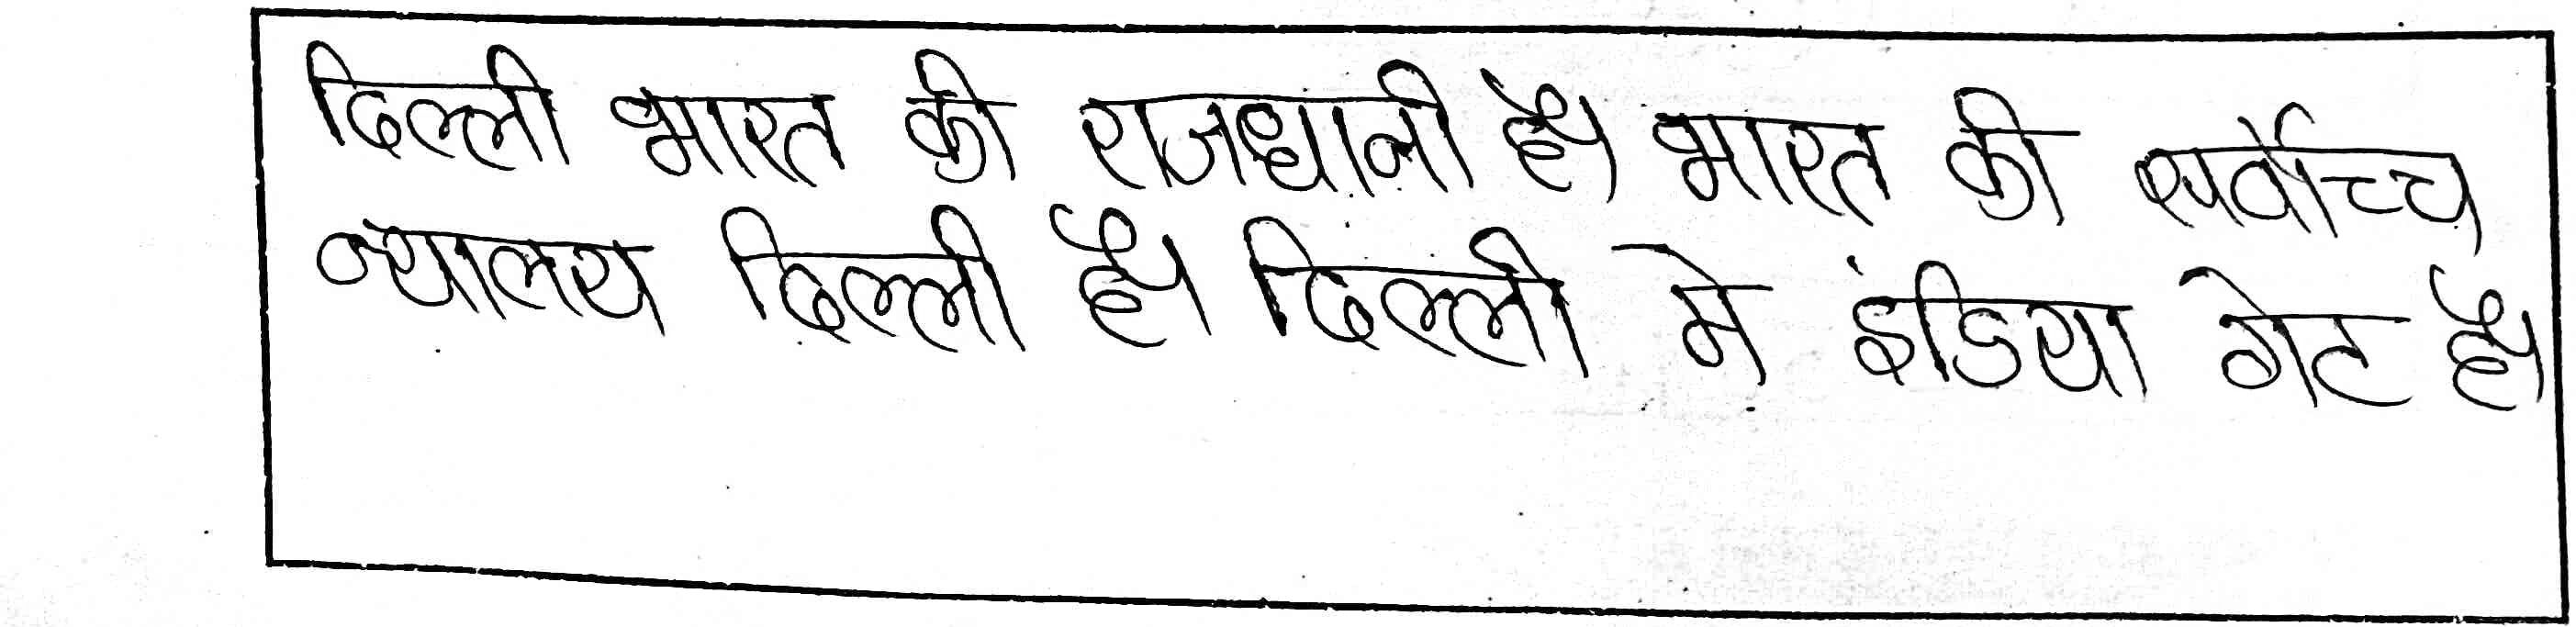 दिल्ली भारत की राजधानी है। भारत की सर्वोच्च
न्यालय दिल्ली है। दिल्ली मे इंडिया गेट है।